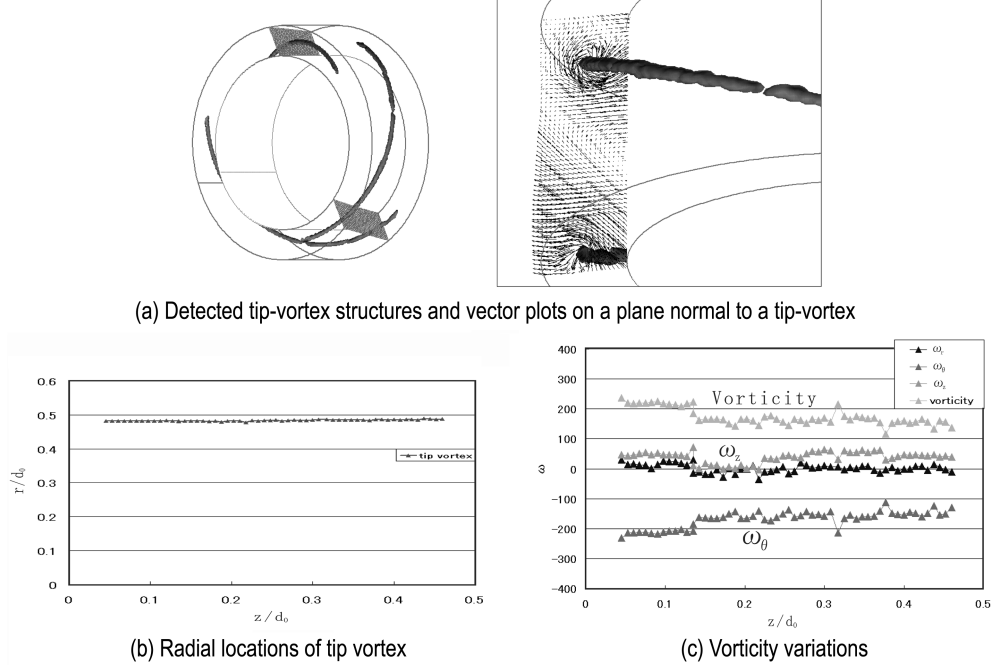 (a) Detected tip-vortex structures and vector plots on a plane normal to a tip-vortex
0.6
0.5
0.4
0.3
0.2
0.1
0
r/d₀
tip vortex
0 0.1 0.2 0.3 0.4 0.5
z/d₀
(b) Radial locations of tip vortex
400
300
200
100
0
-100
-200
-300
-400
ω
ωr
ωθ
ωz
vorticity
Vorticity
ωz
ωθ
0 0.1 0.2 0.3 0.4 0.5
z/d₀
(c) Vorticity variations